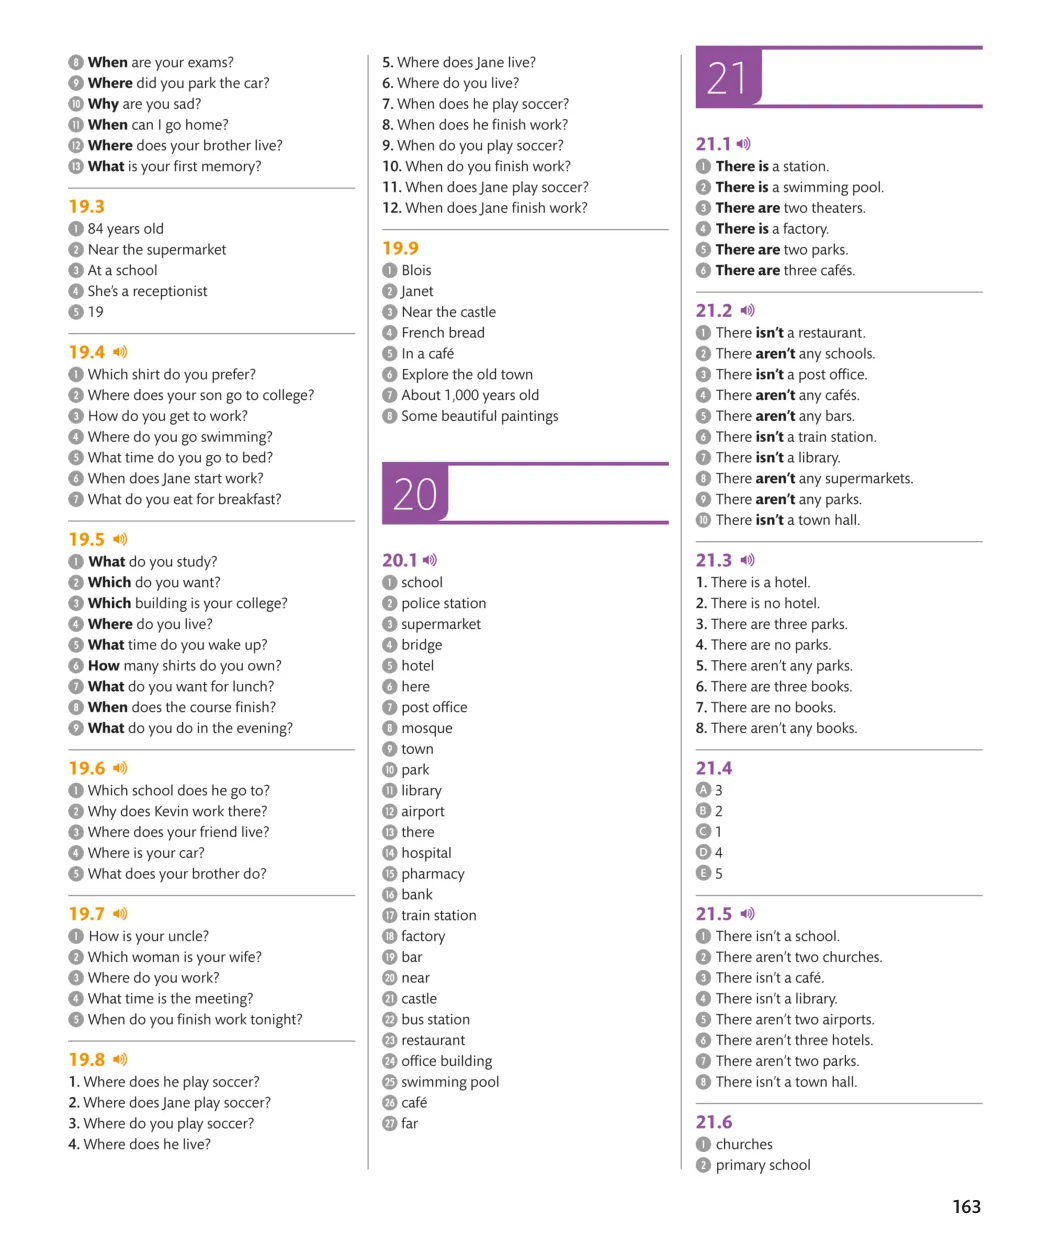 8 When are your exams?
9 Where did you park the car?
10 Why are you sad?
11 When can I go home?
12 Where does your brother live?
13 What is your first memory?
19.3
1 84 years old
2 Near the supermarket
3 At a school
4 She's a receptionist
5 19
19.4
1 Which shirt do you prefer?
2 Where does your son go to college?
3 How do you get to work?
4 Where do you go swimming?
5 What time do you go to bed?
6 When does Jane start work?
7 What do you eat for breakfast?
19.5
1 What do you study?
2 Which do you want?
3 Which building is your college?
4 Where do you live?
5 What time do you wake up?
6 How many shirts do you own?
7 What do you want for lunch?
8 When does the course finish?
9 What do you do in the evening?
19.6
1 Which school does he go to?
2 Why does Kevin work there?
3 Where does your friend live?
4 Where is your car?
5 What does your brother do?
19.7
1 How is your uncle?
2 Which woman is your wife?
3 Where do you work?
4 What time is the meeting?
5 When do you finish work tonight?
19.8
1. Where does he play soccer?
2. Where does Jane play soccer?
3. Where do you play soccer?
4. Where does he live?
5. Where does Jane live?
6. Where do you live?
7. When does he play soccer?
8. When does he finish work?
9. When do you play soccer?
10. When do you finish work?
11. When does Jane play soccer?
12. When does Jane finish work?
19.9
1 Blois
2 Janet
3 Near the castle
4 French bread
5 In a café
6 Explore the old town
7 About 1,000 years old
8 Some beautiful paintings
20
20.1
1 school
2 police station
3 supermarket
4 bridge
5 hotel
6 here
7 post office
8 mosque
9 town
10 park
11 library
12 airport
13 there
14 hospital
15 pharmacy
16 bank
17 train station
18 factory
19 bar
20 near
21 castle
22 bus station
23 restaurant
24 office building
25 swimming pool
26 café
27 far
21
21.1
1 There is a station.
2 There is a swimming pool.
3 There are two theaters.
4 There is a factory.
5 There are two parks.
6 There are three cafés.
21.2
1 There isn't a restaurant.
2 There aren't any schools.
3 There isn't a post office.
4 There aren't any cafés.
5 There aren't any bars.
6 There isn't a train station.
7 There isn't a library.
8 There aren't any supermarkets.
9 There aren't any parks.
10 There isn't a town hall.
21.3
1. There is a hotel.
2. There is no hotel.
3. There are three parks.
4. There are no parks.
5. There aren't any parks.
6. There are three books.
7. There are no books.
8. There aren't any books.
21.4
A 3
B 2
C 1
D 4
E 5
21.5
1 There isn't a school.
2 There aren't two churches.
3 There isn't a café.
4 There isn't a library.
5 There aren't two airports.
6 There aren't three hotels.
7 There aren't two parks.
8 There isn't a town hall.
21.6
1 churches
2 primary school
163